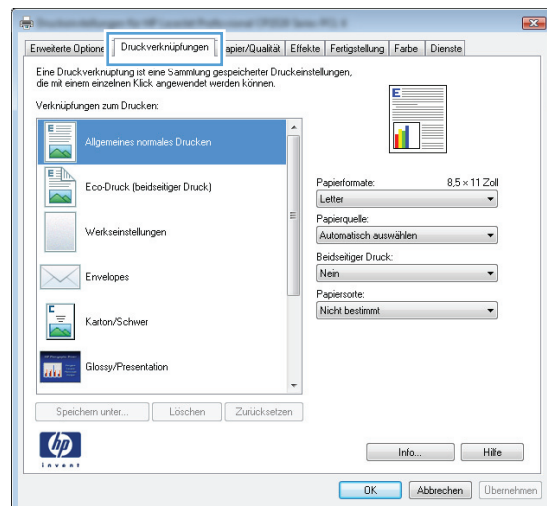 Erweiterte Optione
Druckverknüpfungen
apier/Qualität
Effekte
Fertigstellung
Farbe
Dienste
Eine Druckverknüpfung ist eine Sammlung gespeicherter Druckeinstellungen,
die mit einem einzelnen Klick angewendet werden können.
Verknüpfungen zum Drucken:
Allgemeines normales Drucken
Eco-Druck (beidseitiger Druck)
Werkseinstellungen
Envelopes
Karton/Schwer
Glossy/Presentation
Speichern unter...
Löschen
Zurücksetzen
Papierformate: 8,5 × 11 Zoll
Letter
Papierquelle:
Automatisch auswählen
Beidseitiger Druck:
Nein
Papiersorte:
Nicht bestimmt
hp
invent
Info...
Hilfe
OK
Abbrechen
Übernehmen